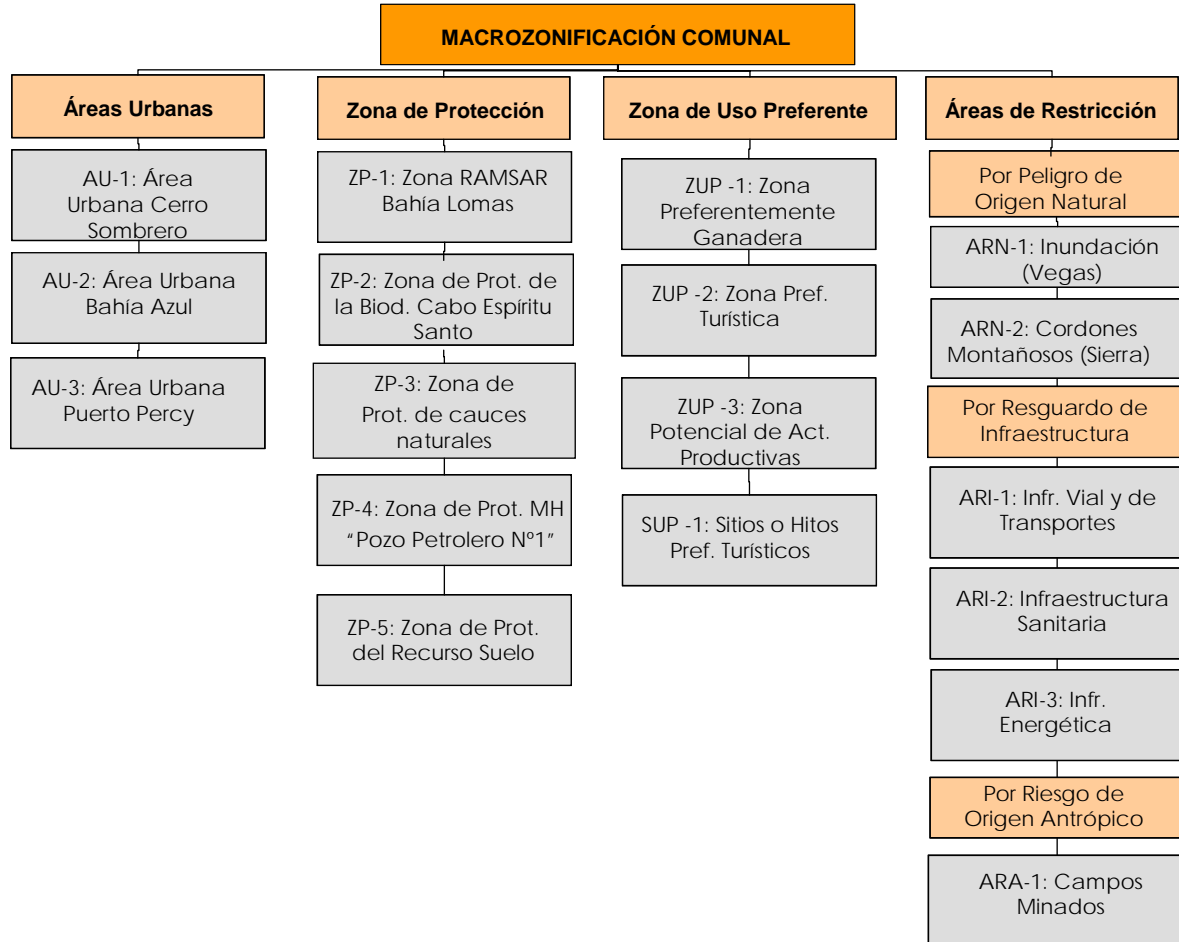 MACROZONIFICACIÓN COMUNAL
Áreas Urbanas
AU-1: Área
Urbana Cerro
Sombrero
AU-2: Área Urbana
Bahía Azul
AU-3: Área Urbana
Puerto Percy
Zona de Protección
ZP-1: Zona RAMSAR
Bahía Lomas
ZP-2: Zona de Prot. de
la Biod. Cabo Espíritu
Santo
ZP-3: Zona de
Prot. de cauces
naturales
ZP-4: Zona de Prot. MH
“Pozo Petrolero Nº1”
ZP-5: Zona de Prot.
del Recurso Suelo
Zona de Uso Preferente
ZUP -1: Zona
Preferentemente
Ganadera
ZUP -2: Zona Pref.
Turística
ZUP -3: Zona
Potencial de Act.
Productivas
SUP -1: Sitios o Hitos
Pref. Turísticos
Áreas de Restricción
Por Peligro de
Origen Natural
ARN-1: Inundación
(Vegas)
ARN-2: Cordones
Montañosos (Sierra)
Por Resguardo de
Infraestructura
ARI-1: Infr. Vial y de
Transportes
ARI-2: Infraestructura
Sanitaria
ARI-3: Infr.
Energética
Por Riesgo de
Origen Antrópico
ARA-1: Campos
Minados